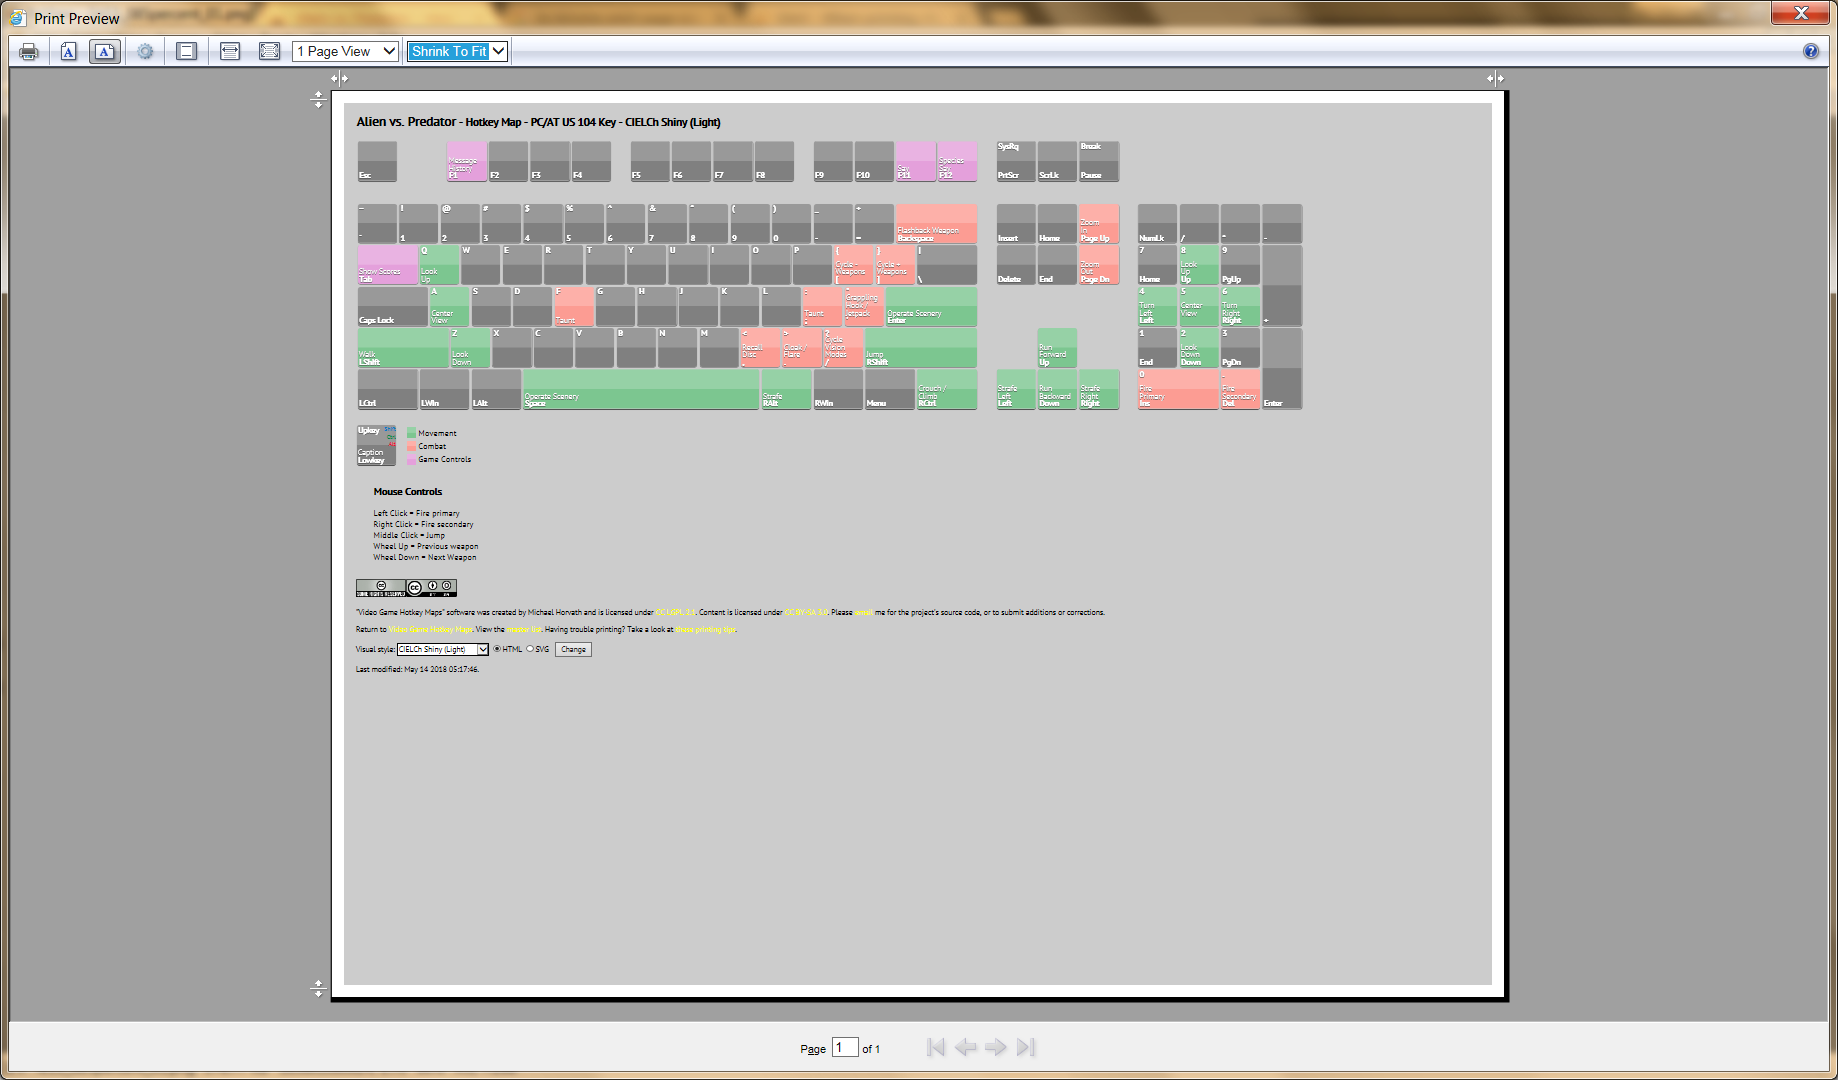 Print Preview
1 Page View
Shrink To Fit
Alien vs. Predator - Hotkey Map - PC/AT US 104 Key - CIELCh Shiny (Light)
Esc
Message History F1
F2
F3
F4
F5
F6
F7
F8
F9
F10
Say F11
Species Say F12
SysRq PrtScr
ScrLk
Break Pause
~ `
! 1
@ 2
# 3
$ 4
% 5
^ 6
& 7
* 8
( 9
) 0
_ -
+ =
Flashback Weapon Backspace
Insert
Home
Zoom In Page Up
NumLk
/
*
-
Show Scores Tab
Q Look Up
W
E
R
T
Y
U
I
O
P
{ Cycle - Weapons [
} Cycle + Weapons ]
| \
Delete
End
Zoom Out Page Dn
7 Home
8 Look Up Up
9 PgUp
Caps Lock
A Center View
S
D
F Taunt
G
H
J
K
L
: Taunt ;
" Grappling Hook / Jetpack '
Operate Scenery Enter
4 Turn Left Left
5 Center View
6 Turn Right Right
+
Walk LShift
Z Look Down
X
C
V
B
N
M
< Recall Disc ,
> Cloak / Flare .
? Cycle Vision Modes /
Jump RShift
Run Forward Up
1 End
2 Look Down Down
3 PgDn
LCtrl
LWin
LAlt
Operate Scenery Space
Strafe RAlt
RWin
Menu
Crouch / Climb RCtrl
Strafe Left Left
Run Backward Down
Strafe Right Right
0 Fire Primary Ins
. Fire Secondary Del
Enter
Upkey Shift
Ctrl
Alt
Caption
Lowkey
Movement
Combat
Game Controls
Mouse Controls
Left Click = Fire primary
Right Click = Fire secondary
Middle Click = Jump
Wheel Up = Previous weapon
Wheel Down = Next Weapon
"Video Game Hotkey Maps" software was created by Michael Horvath and is licensed under CC LGPL 2.1. Content is licensed under CC BY-SA 3.0. Please email me for the project's source code, or to submit additions or corrections.
Return to Video Game Hotkey Maps. View the master list. Having trouble printing? Take a look at these printing tips.
Visual style: CIELCh Shiny (Light) HTML SVG Change
Last modified: May 14 2018 05:17:46.
Page 1 of 1